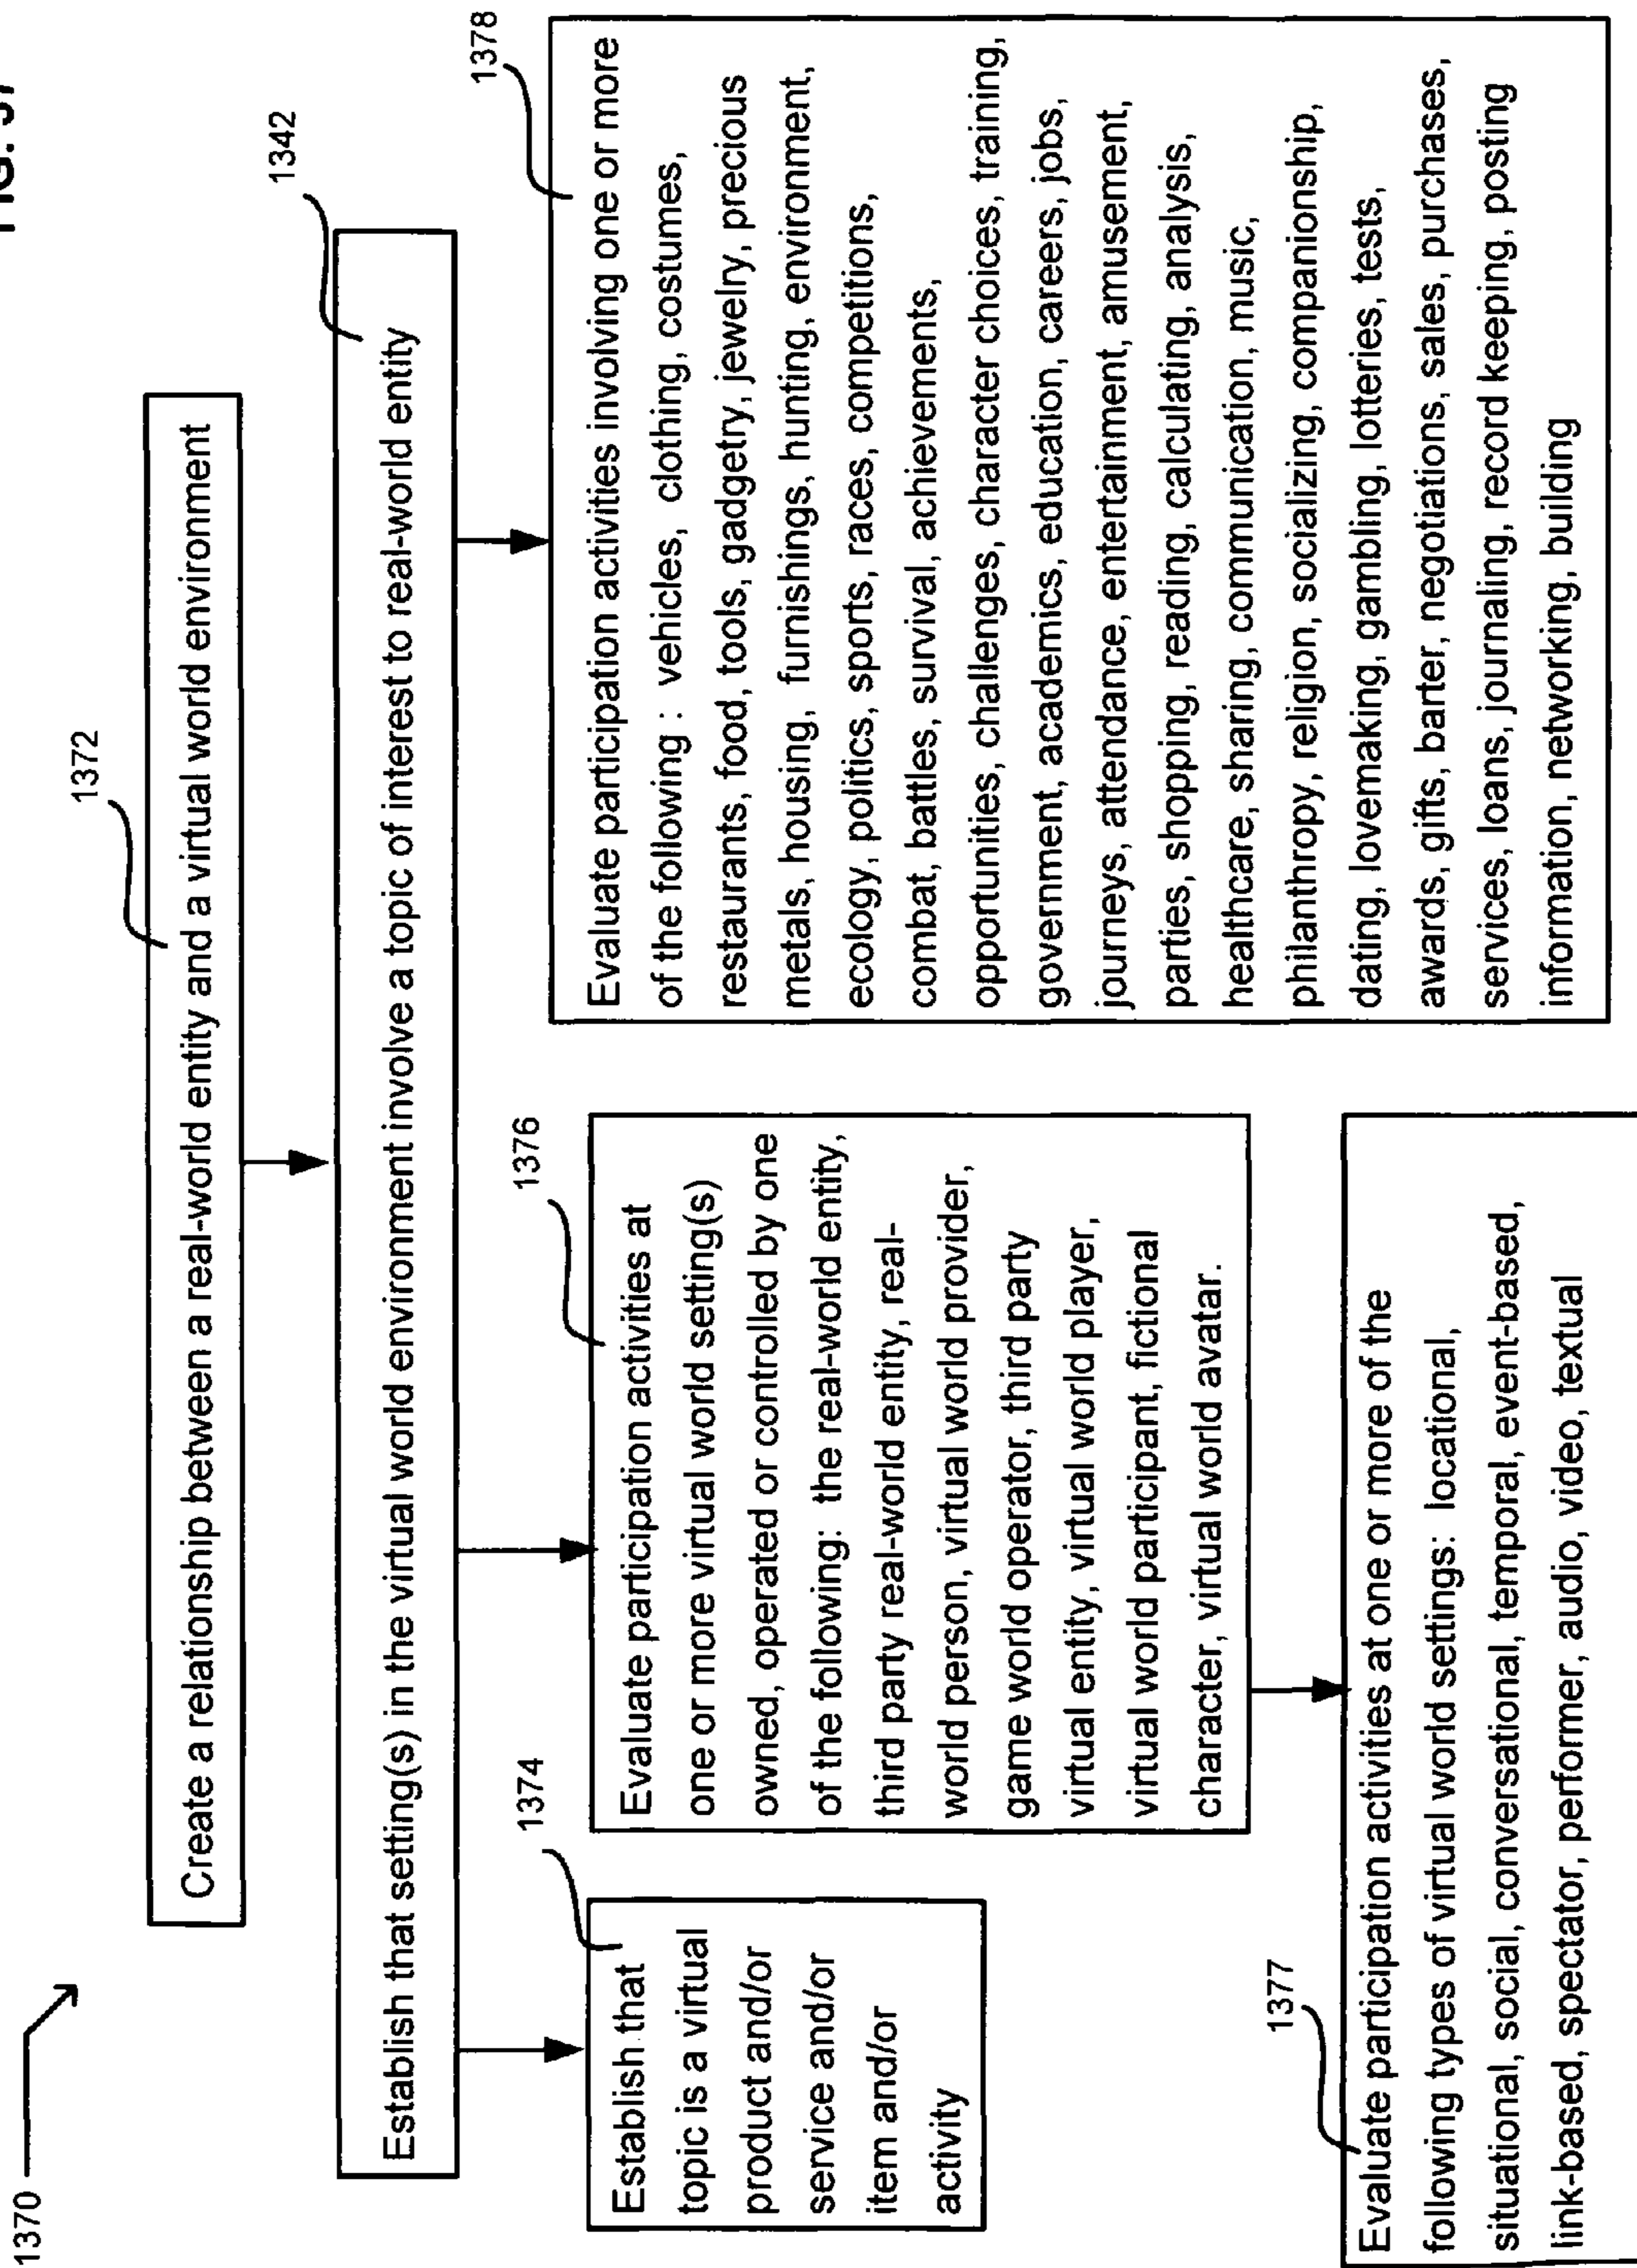 FIG.
1370
1372
Create a relationship between a real-world entity and a virtual world environment
1342
Establish that setting(s) in the virtual world environment involve a topic of interest to real-world entity
1374
Establish that
topic is a virtual
product and/or
service and/or
item and/or
activity
1376
Evaluate participation activities at
one or more virtual world setting(s)
owned, operated or controlled by one
of the following: the real-world entity,
third party real-world entity, real-
world person, virtual world provider,
game world operator, third party
virtual entity, virtual world player,
virtual world participant, fictional
character, virtual world avatar.
1377
Evaluate participation activities at one or more of the
following types of virtual world settings: locational,
situational, social, conversational, temporal, event-based,
link-based, spectator, performer, audio, video, textual
1378
Evaluate participation activities involving one or more
of the following : vehicles, clothing, costumes,
restaurants, food, tools, gadgetry, jewelry, precious
metals, housing, furnishings, hunting, environment,
ecology, politics, sports, races, competitions,
combat, battles, survival, achievements,
opportunities, challenges, character choices, training,
government, academics, education, careers, jobs,
journeys, attendance, entertainment, amusement,
parties, shopping, reading, calculating, analysis,
healthcare, sharing, communication, music,
philanthropy, religion, socializing, companionship,
dating, lovemaking, gambling, lotteries, tests,
awards, gifts, barter, negotiations, sales, purchases,
services, loans, journaling, record keeping, posting
information, networking, building